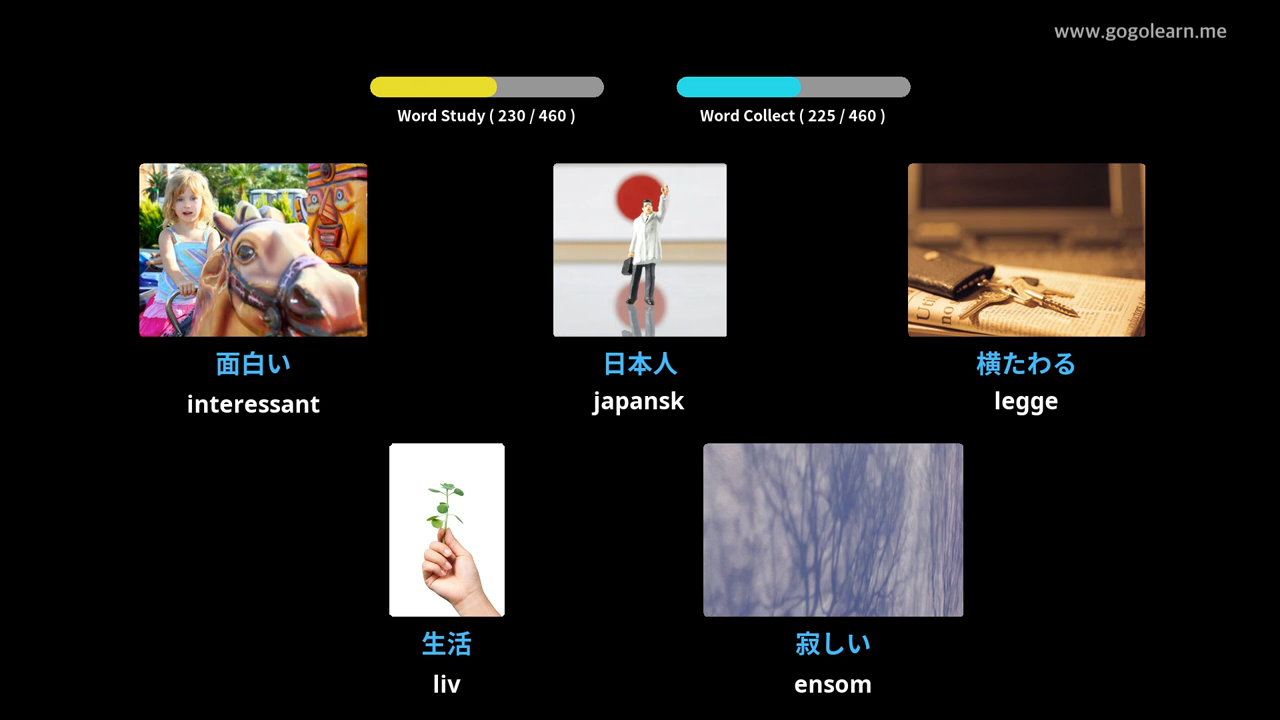 www.gogolearn.me
Word Study ( 230 / 460 )
Word Collect ( 225 / 460 )
面白い
interessant
日本人
japansk
横たわる
legge
生活
liv
寂しい
ensom